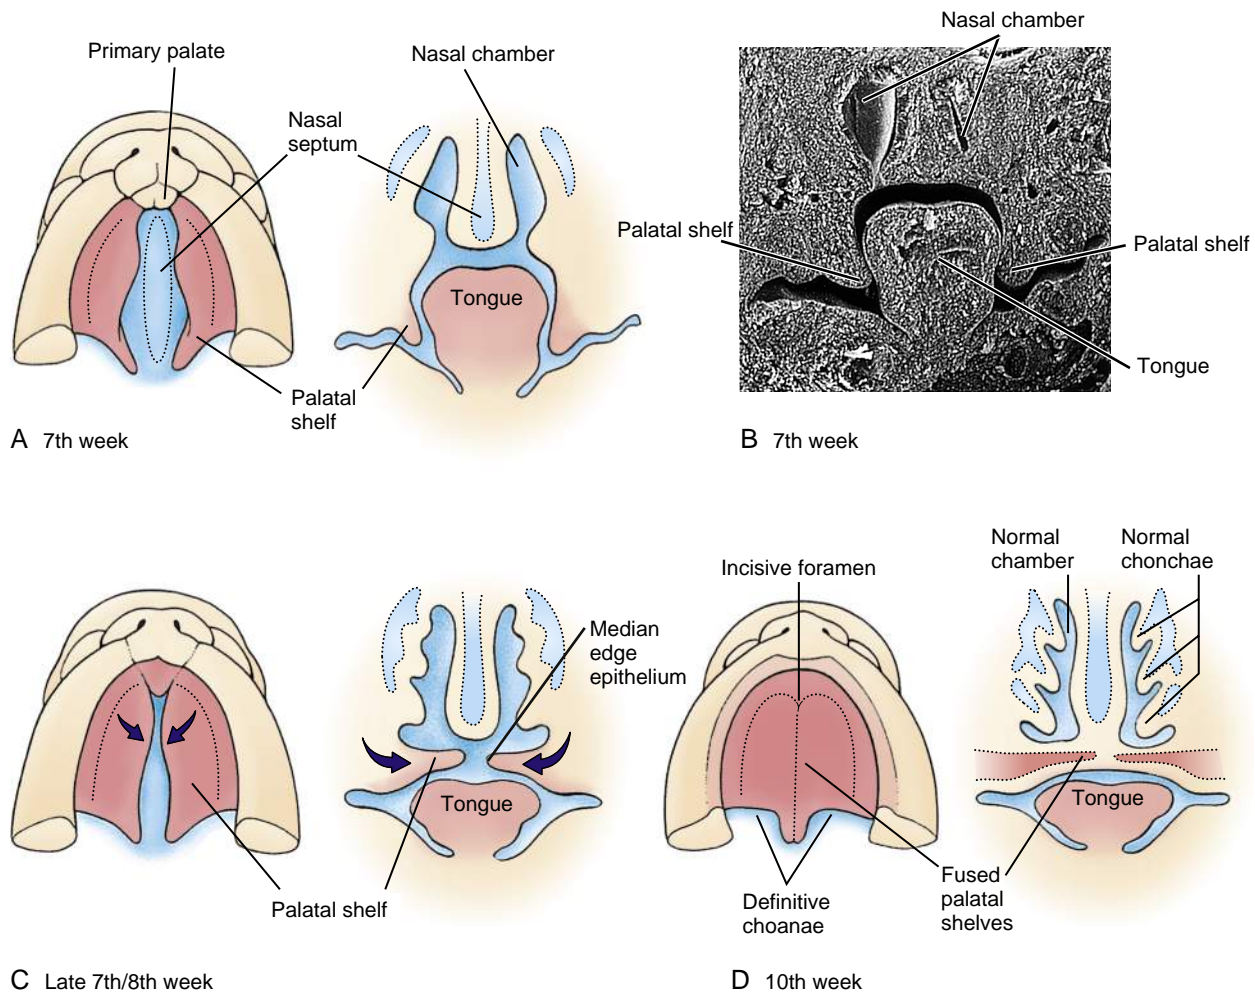 Primary palate
Nasal chamber
Nasal
septum
Tongue
Palatal
shelf
A 7th week
Nasal chamber
Palatal shelf
Palatal shelf
Tongue
B 7th week
Median
edge
epithelium
Tongue
Palatal shelf
C Late 7th/8th week
Incisive foramen
Normal
chamber
Normal
chonchae
Tongue
Definitive
choanae
Fused
palatal
shelves
D 10th week